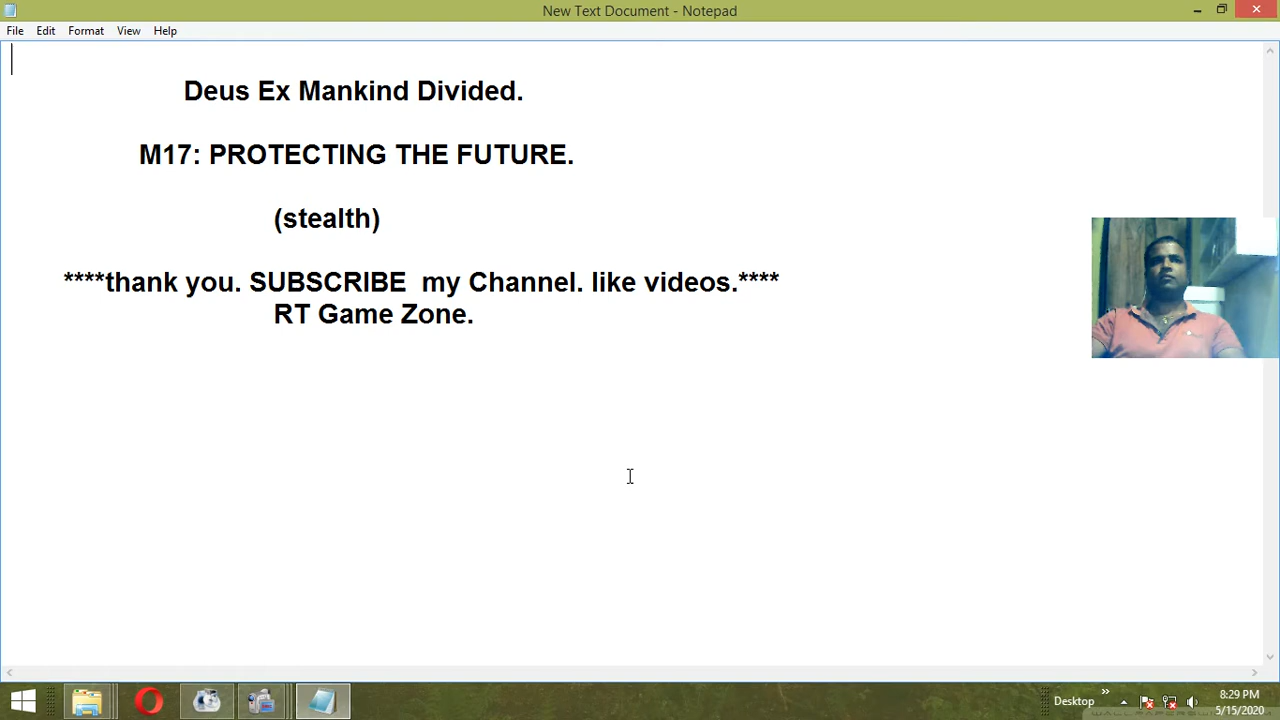 New Text Document - Notepad
File Edit Format View Help
Deus Ex Mankind Divided.
M17: PROTECTING THE FUTURE.
(stealth)
****thank you. SUBSCRIBE  my Channel. like videos.****
RT Game Zone.
Desktop
8:29 PM
5/15/2020